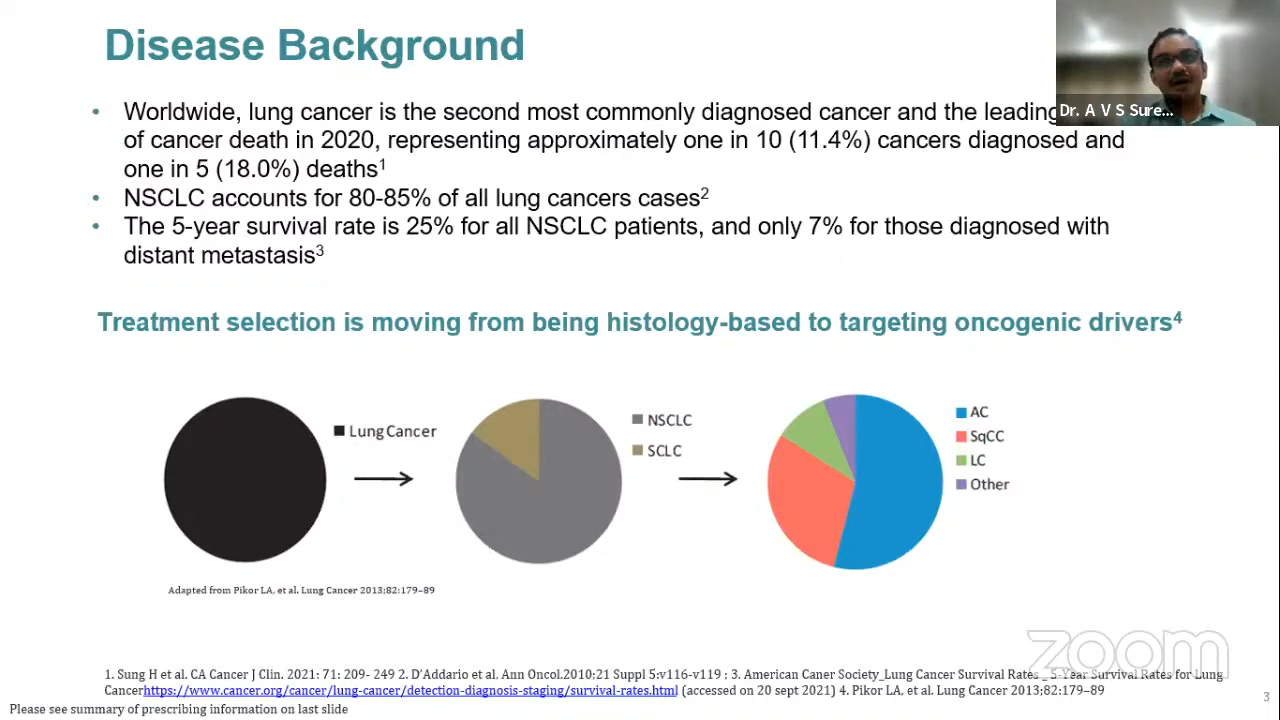 Disease Background
Dr. A V S Sure...
• Worldwide, lung cancer is the second most commonly diagnosed cancer and the leading
of cancer death in 2020, representing approximately one in 10 (11.4%) cancers diagnosed and
one in 5 (18.0%) deaths¹
• NSCLC accounts for 80-85% of all lung cancers cases²
• The 5-year survival rate is 25% for all NSCLC patients, and only 7% for those diagnosed with
distant metastasis³
Treatment selection is moving from being histology-based to targeting oncogenic drivers⁴
Lung Cancer
NSCLC
SCLC
AC
SqCC
LC
Other
Adapted from Pikor LA, et al. Lung Cancer 2013;82:179–89
zoom
1. Sung H et al. CA Cancer J Clin. 2021: 71: 209- 249 2. D'Addario et al. Ann Oncol.2010:21 Suppl 5:v116-v119 : 3. American Caner Society_Lung Cancer Survival Rates _ 5-Year Survival Rates for Lung
Cancerhttps://www.cancer.org/cancer/lung-cancer/detection-diagnosis-staging/survival-rates.html (accessed on 20 sept 2021) 4. Pikor LA, et al. Lung Cancer 2013;82:179–89
3
Please see summary of prescribing information on last slide